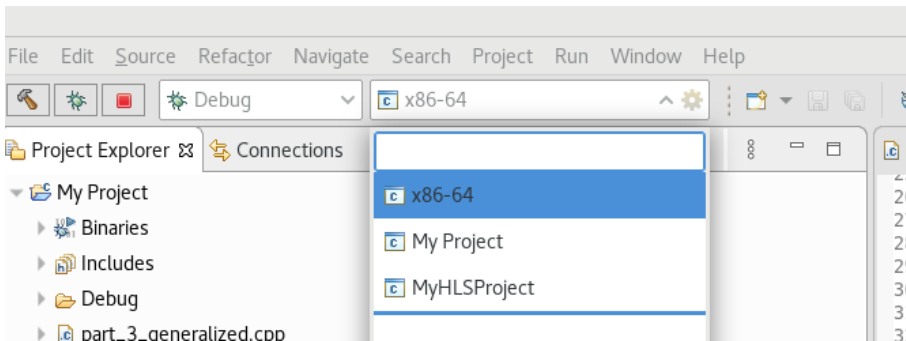 File Edit Source Refactor Navigate Search Project Run Window Help
Debug
x86-64
Project Explorer
Connections
x86-64
My Project
MyHLSProject
My Project
Binaries
Includes
Debug
part_3_generalized.cpp